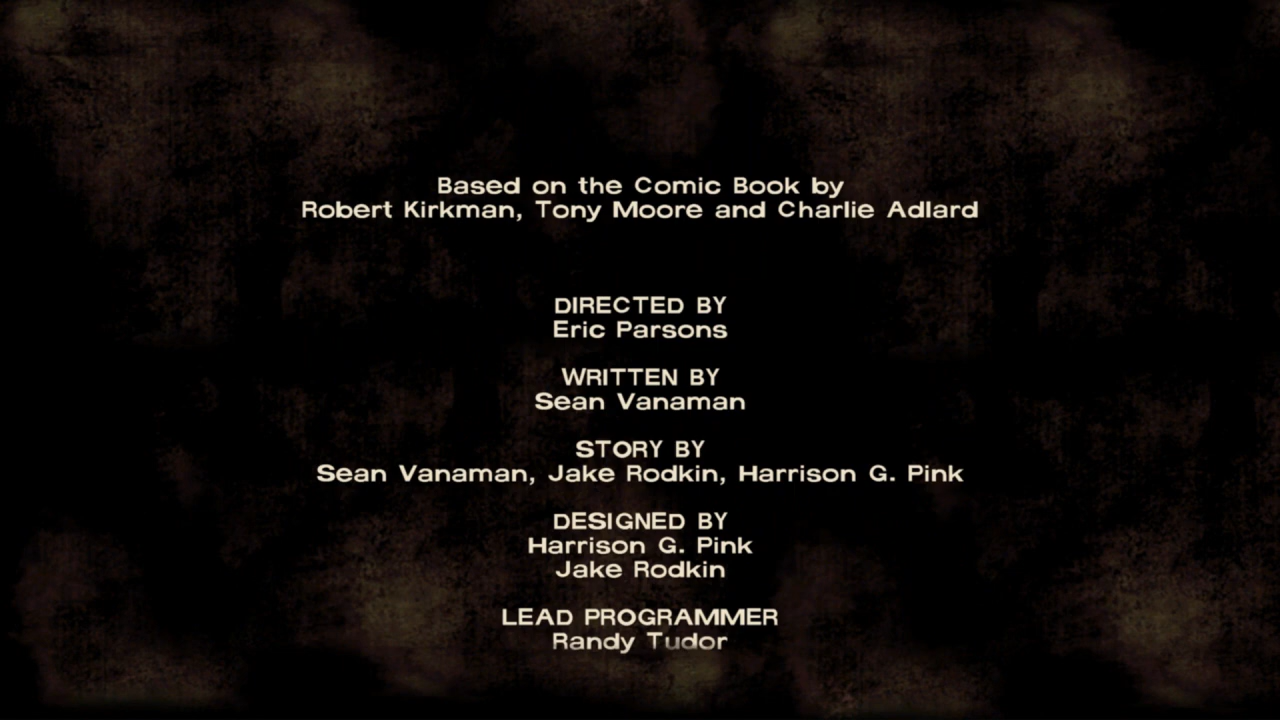 Based on the Comic Book by
Robert Kirkman, Tony Moore and Charlie Adlard
DIRECTED BY
Eric Parsons
WRITTEN BY
Sean Vanaman
STORY BY
Sean Vanaman, Jake Rodkin, Harrison G. Pink
DESIGNED BY
Harrison G. Pink
Jake Rodkin
LEAD PROGRAMMER
Randy Tudor